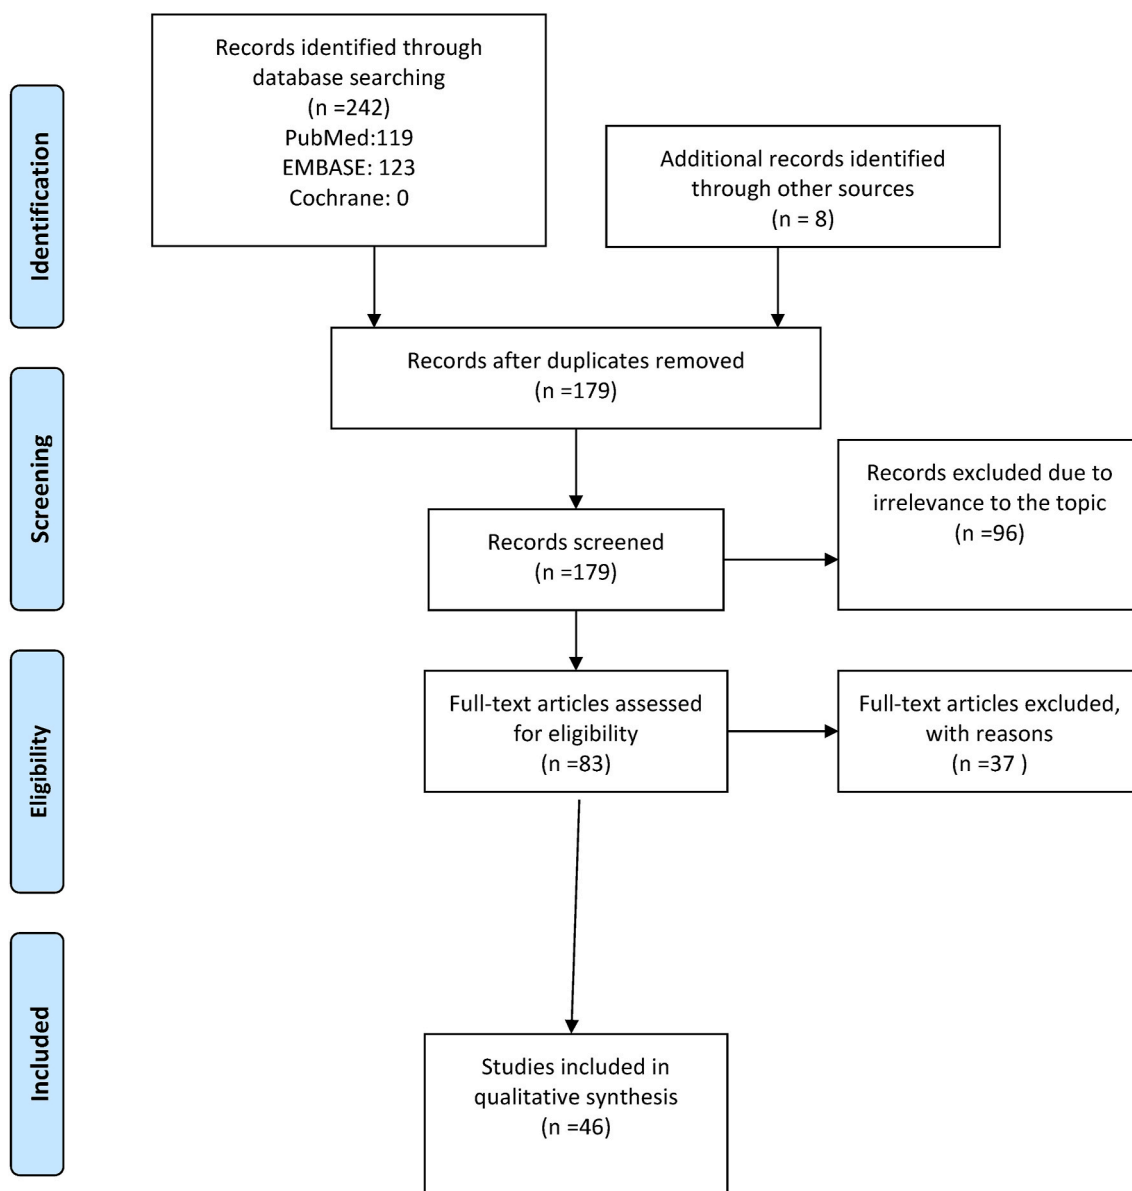 Identification
Records identified through
database searching
(n =242)
PubMed:119
EMBASE: 123
Cochrane: 0
Additional records identified
through other sources
(n = 8)
Records after duplicates removed
(n =179)
Screening
Records screened
(n =179)
Records excluded due to
irrelevance to the topic
(n =96)
Eligibility
Full-text articles assessed
for eligibility
(n =83)
Full-text articles excluded,
with reasons
(n =37 )
Included
Studies included in
qualitative synthesis
(n =46)